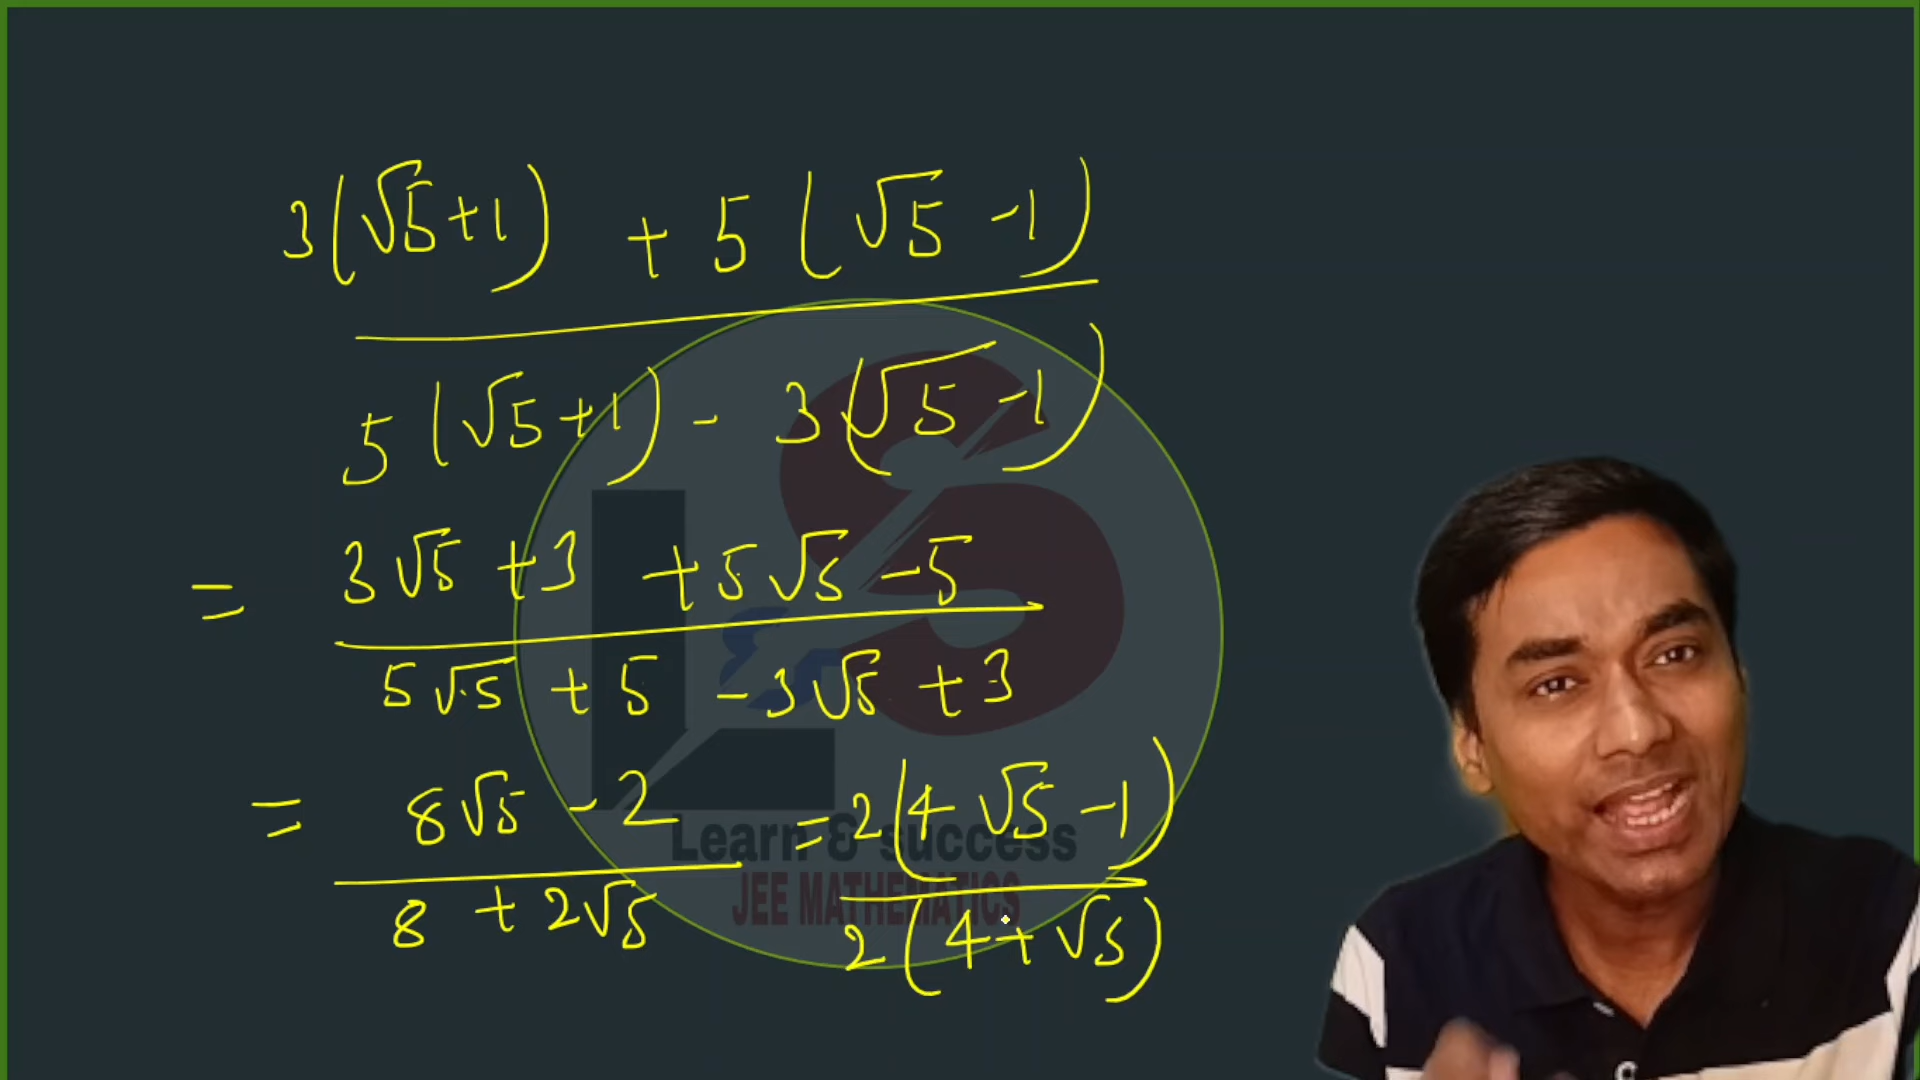 3(√5+1) + 5(√5-1)
5(√5+1) - 3(√5-1)
= 3√5 +3 +5√5 -5
5√5 + 5 -3√5 +3
= 8√5 - 2 = 2(4√5 -1)
8 + 2√5 2(4+√5)
Learn & success
JEE MATHEMATICS